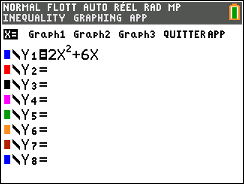 NORMAL FLOTT AUTO RÉEL RAD MP
INEQUALITY GRAPHING APP
X= Graph1 Graph2 Graph3 QUITTERAPP
\Y1=2X²+6X
\Y2=
\Y3=
\Y4=
\Y5=
\Y6=
\Y7=
\Y8=